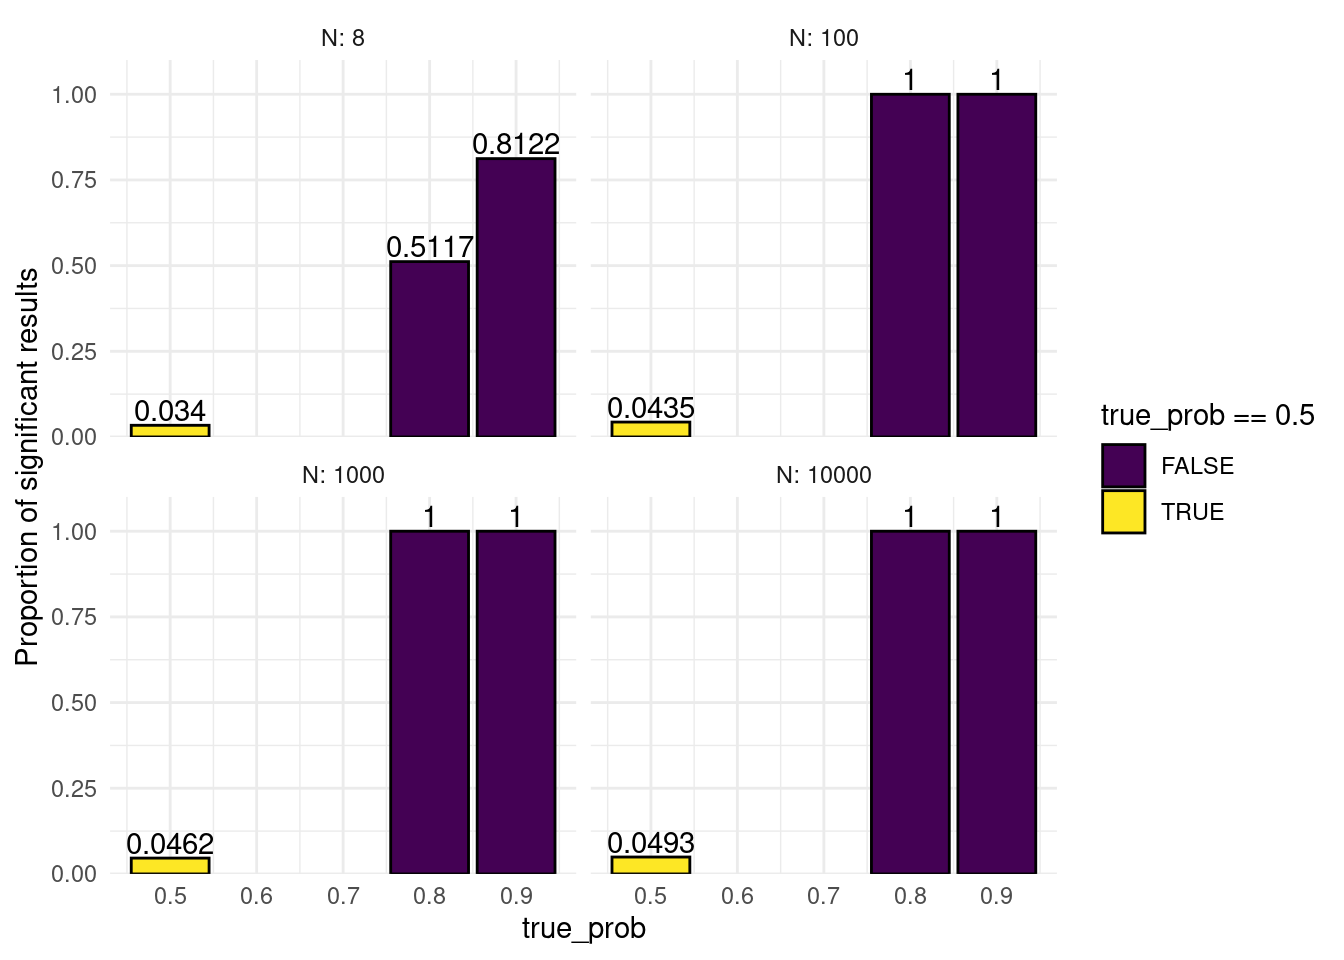 N: 8
N: 100
1.00
0.75
0.50
0.25
0.00
0.034
0.5117
0.8122
0.0435
1
1
N: 1000
N: 10000
1.00
0.75
0.50
0.25
0.00
0.0462
1
1
0.0493
1
1
0.5 0.6 0.7 0.8 0.9
0.5 0.6 0.7 0.8 0.9
true_prob
Proportion of significant results
true_prob == 0.5
FALSE
TRUE